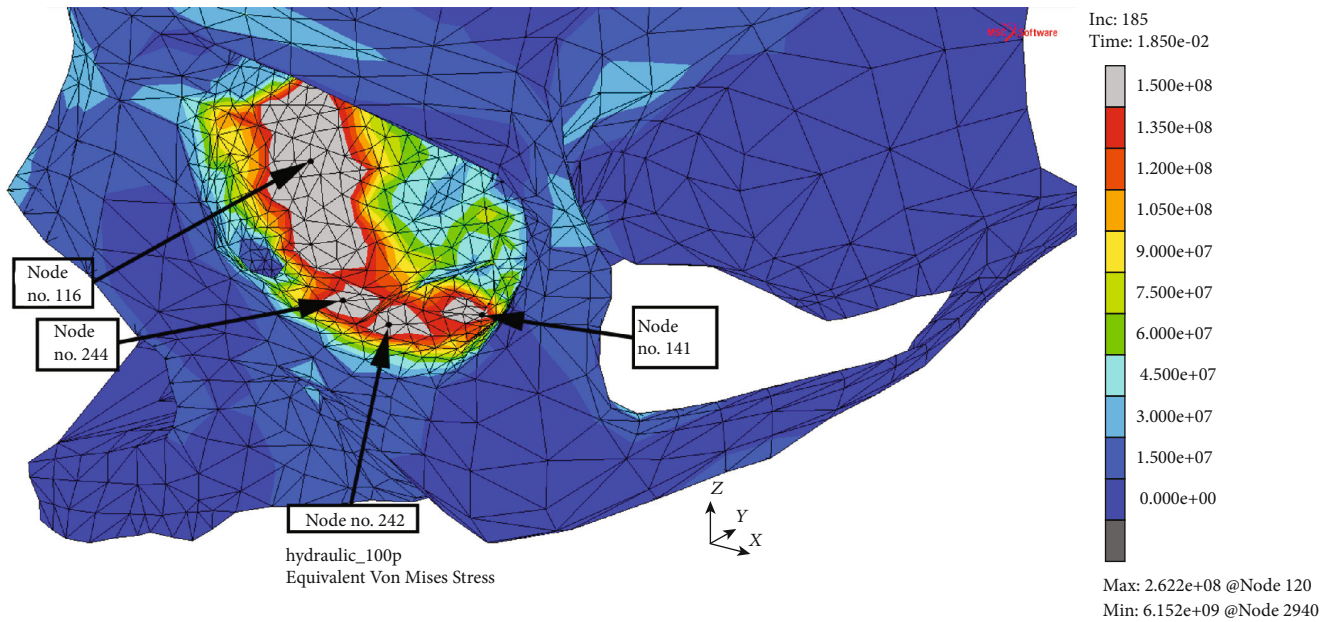 Inc: 185
Time: 1.850e-02
1.500e+08
1.350e+08
1.200e+08
1.050e+08
9.000e+07
7.500e+07
6.000e+07
4.500e+07
3.000e+07
1.500e+07
0.000e+00
Max: 2.622e+08 @Node 120
Min: 6.152e+09 @Node 2940
software
Node
no. 116
Node
no. 244
Node
no. 141
Node no. 242
Z
Y
X
hydraulic_100p
Equivalent Von Mises Stress